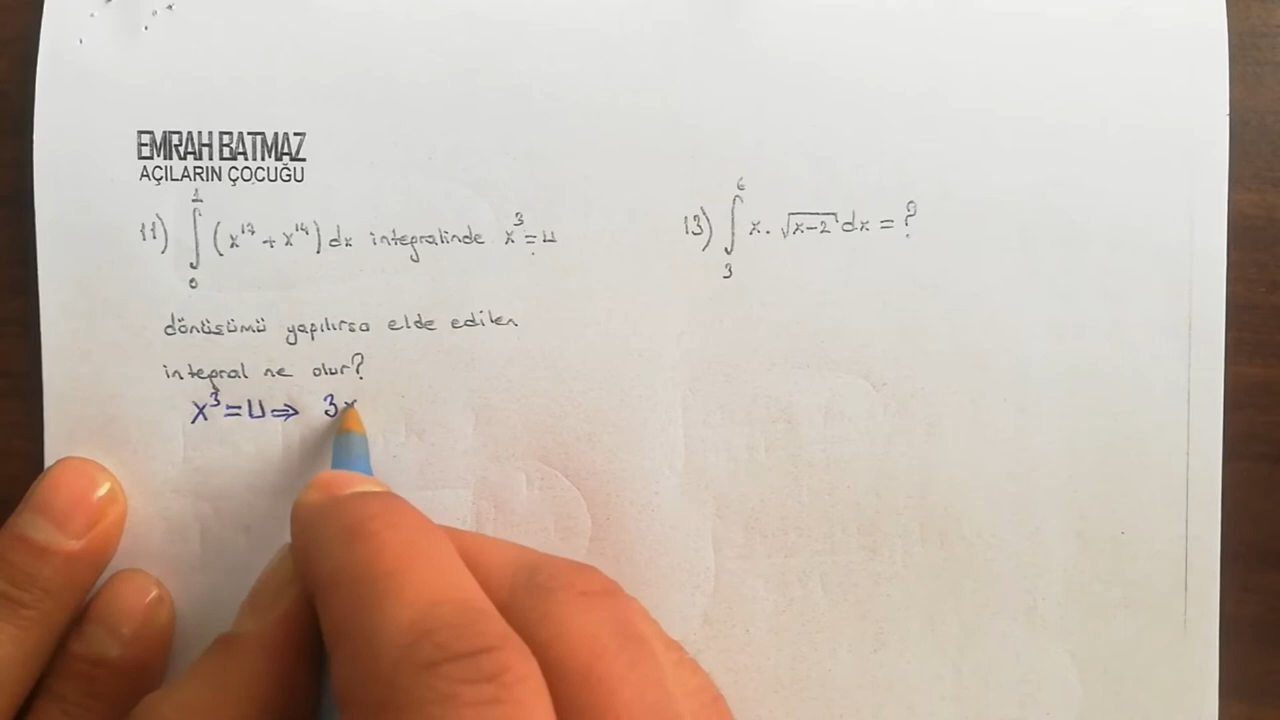 EMRAH BATMAZ
AÇILARIN ÇOCUĞU
11) ∫₀¹ (x¹⁷ + x¹⁴) dx integralinde x³ = u
dönüşümü yapılırsa elde edilen
integral ne olur?
x³ = u ⇒ 3x
13) ∫₃⁶ x . √(x-2) dx = ?